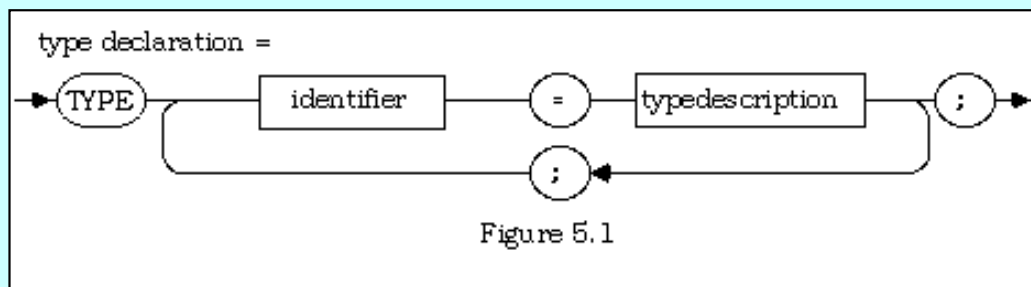 type declaration =
TYPE identifier = typedescription ;
;
Figure 5.1